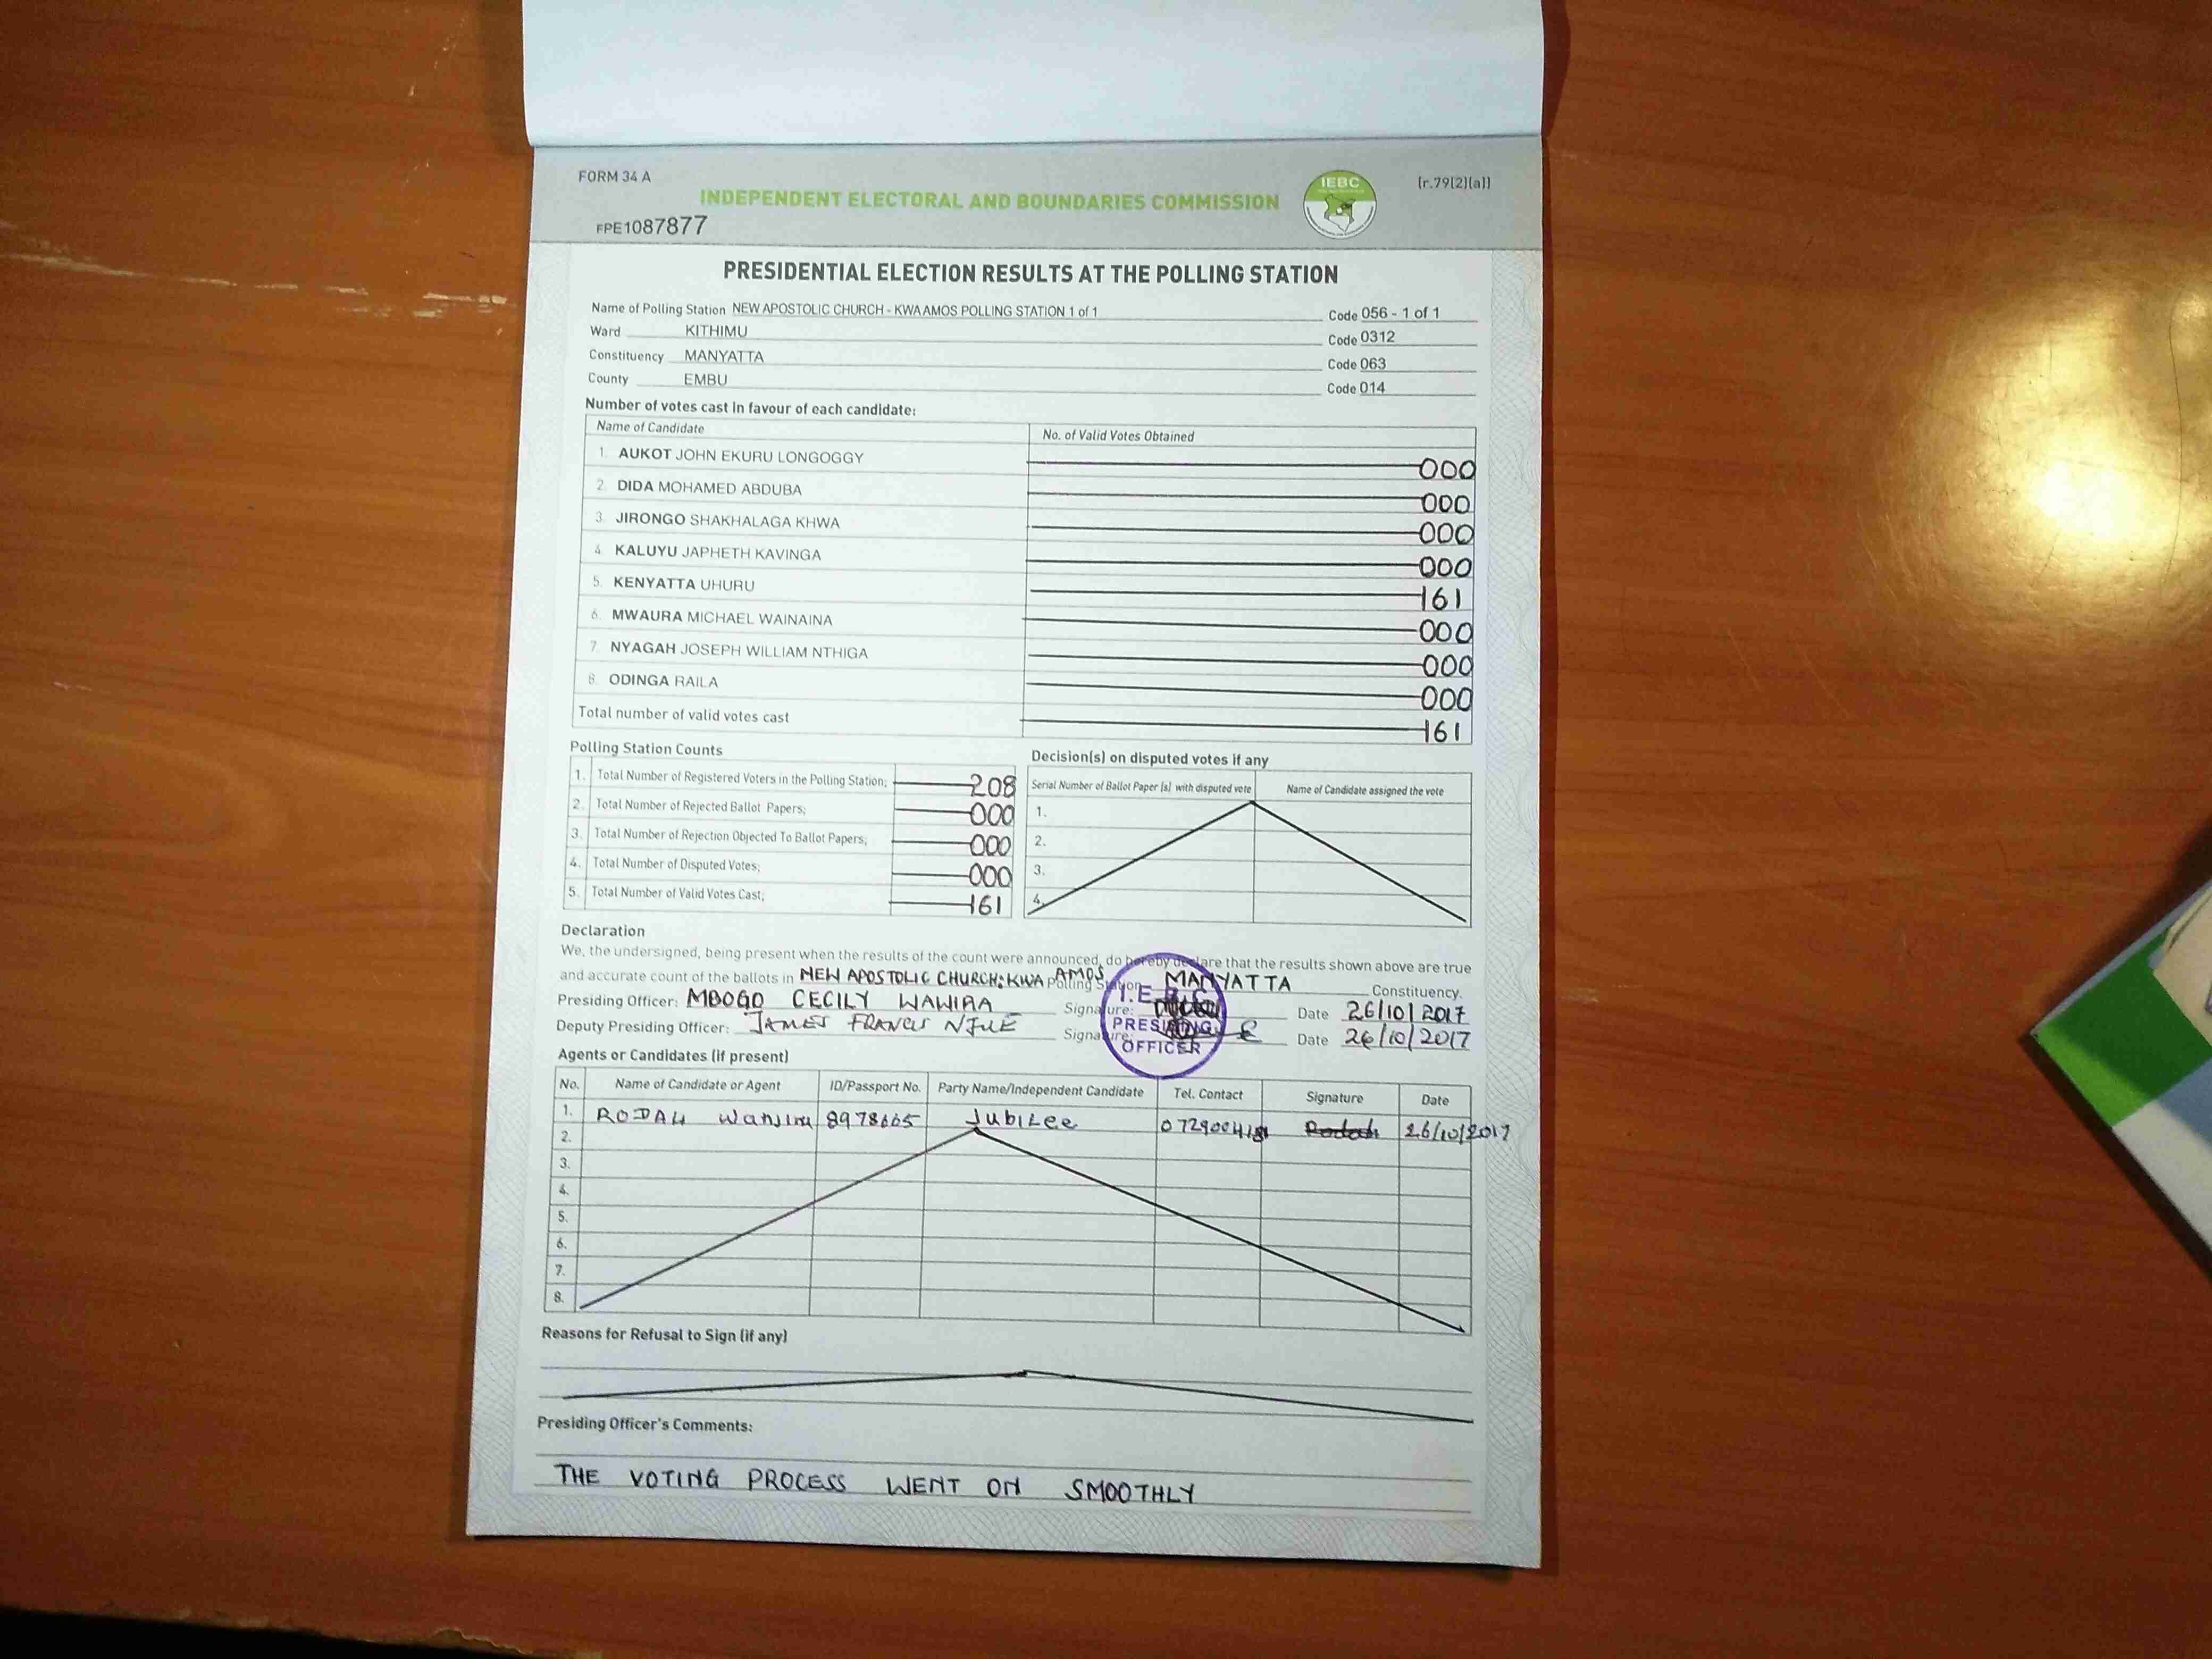 FORM 34 A
INDEPENDENT ELECTORAL AND BOUNDARIES COMMISSION
IEBC
(r.79(2)(a))
FPE1087877
PRESIDENTIAL ELECTION RESULTS AT THE POLLING STATION
Name of Polling Station NEW APOSTOLIC CHURCH - KWA AMOS POLLING STATION 1 of 1 Code 056 - 1 of 1
Ward KITHIMU Code 0312
Constituency MANYATTA Code 063
County EMBU Code 014
Number of votes cast in favour of each candidate:
Name of Candidate No. of Valid Votes Obtained
1. AUKOT JOHN EKURU LONGOGGY 000
2. DIDA MOHAMED ABDUBA 000
3. JIRONGO SHAKHALAGA KHWA 000
4. KALUYU JAPHETH KAVINGA 000
5. KENYATTA UHURU 161
6. MWAURA MICHAEL WAINAINA 000
7. NYAGAH JOSEPH WILLIAM NTHIGA 000
8. ODINGA RAILA 000
Total number of valid votes cast 161
Polling Station Counts
1. Total Number of Registered Voters in the Polling Station; 208
2. Total Number of Rejected Ballot Papers; 000
3. Total Number of Rejection Objected To Ballot Papers; 000
4. Total Number of Disputed Votes; 000
5. Total Number of Valid Votes Cast; 161
Decision(s) on disputed votes if any
Serial Number of Ballot Paper (s) with disputed vote Name of Candidate assigned the vote
1.
2.
3.
4.
Declaration
We, the undersigned, being present when the results of the count were announced, do hereby declare that the results shown above are true
and accurate count of the ballots in NEW APOSTOLIC CHURCH: KWA AMOS Polling Station MANYATTA Constituency.
Presiding Officer: MBOGO CECILY WAWIRA Signature: Date 26/10/2017
Deputy Presiding Officer: JAMES FRANCIS NJUE Signature: Date 26/10/2017
I.E.B.C
PRESIDING
OFFICER
Agents or Candidates (if present)
No. Name of Candidate or Agent ID/Passport No. Party Name/Independent Candidate Tel. Contact Signature Date
1. RODAH Wanjiru 8978665 Jubilee Rodah 26/10/2017
2.
3.
4.
5.
6.
7.
8.
Reasons for Refusal to Sign (if any)
Presiding Officer's Comments:
THE VOTING PROCESS WENT ON SMOOTHLY